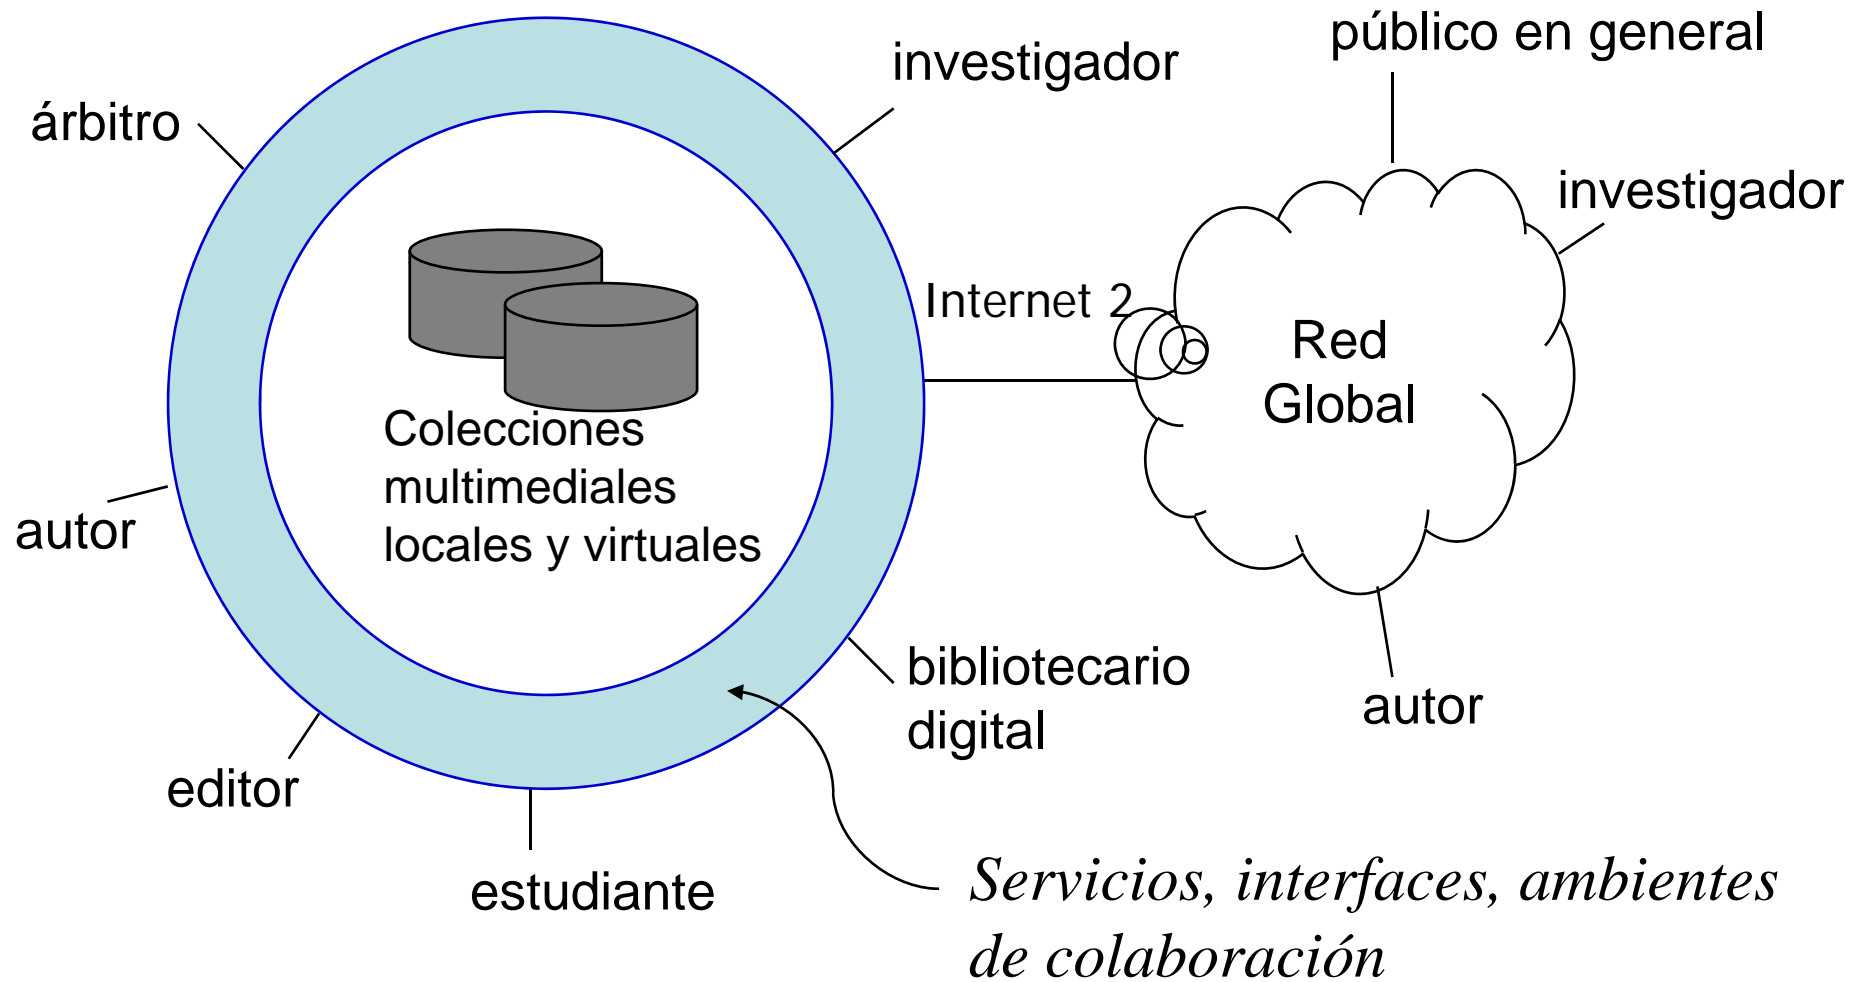 público en general
investigador
árbitro
investigador
Internet 2
Red
Global
Colecciones
multimediales
locales y virtuales
autor
bibliotecario
digital
autor
editor
estudiante
Servicios, interfaces, ambientes
de colaboración